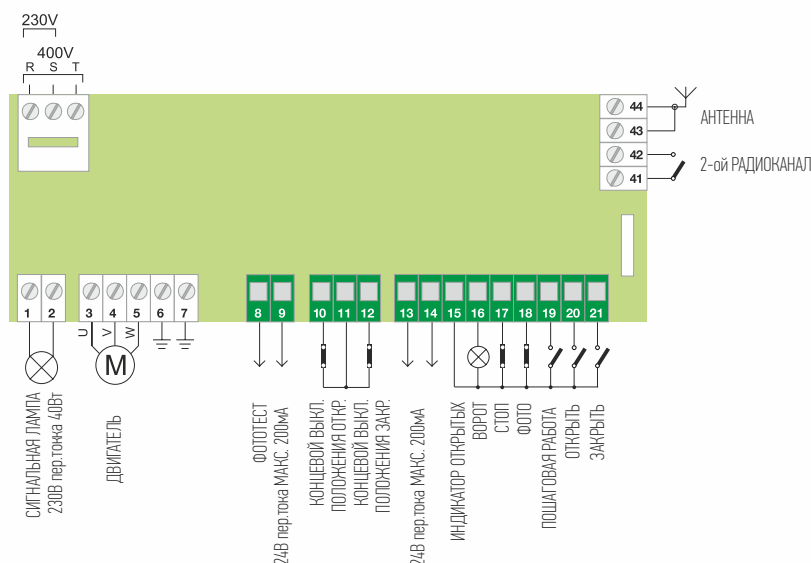 230V
400V
R S T
44
43
42
41
АНТЕННА
2-ой РАДИОКАНАЛ
1 2 3 4 5 6 7 8 9 10 11 12 13 14 15 16 17 18 19 20 21
U V W
M
СИГНАЛЬНАЯ ЛАМПА
230В пер.токка 40Вт
ДВИГАТЕЛЬ
ФОТОТЕСТ
24В пер.тока МАКС. 200мА
КОНЦЕВОЙ ВЫКЛ.
ПОЛОЖЕНИЯ ОТКР.
КОНЦЕВОЙ ВЫКЛ.
ПОЛОЖЕНИЯ ЗАКР.
24В пер.тока МАКС. 200мА
ИНДИКАТОР ОТКРЫТЫХ
ВОРОТ
СТОП
ФОТО
ПОШАГОВАЯ РАБОТА
ОТКРЫТЬ
ЗАКРЫТЬ